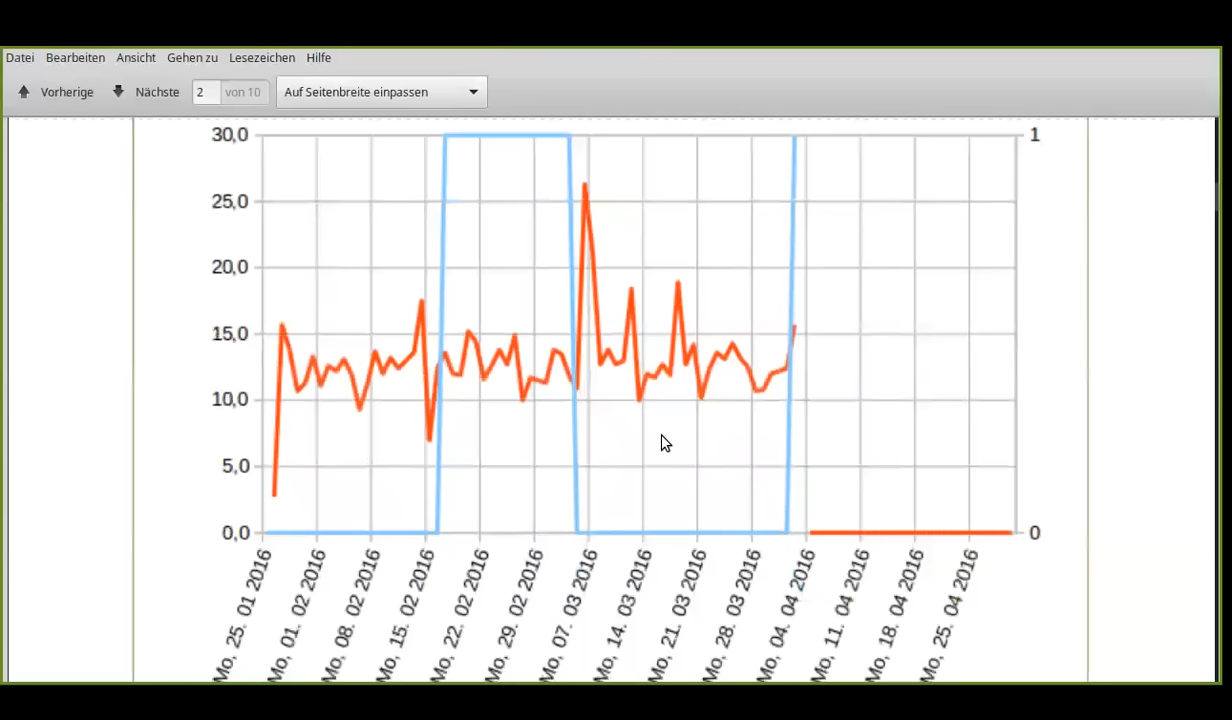 Datei Bearbeiten Ansicht Gehen zu Lesezeichen Hilfe
Vorherige Nächste 2 von 10 Auf Seitenbreite einpassen
30,0 1
25,0
20,0
15,0
10,0
5,0
0,0 0
Mo, 25. 01 2016
Mo, 01. 02 2016
Mo, 08. 02 2016
Mo, 15. 02 2016
Mo, 22. 02 2016
Mo, 29. 02 2016
Mo, 07. 03 2016
Mo, 14. 03 2016
Mo, 21. 03 2016
Mo, 28. 03 2016
Mo, 04. 04 2016
Mo, 11. 04 2016
Mo, 18. 04 2016
Mo, 25. 04 2016